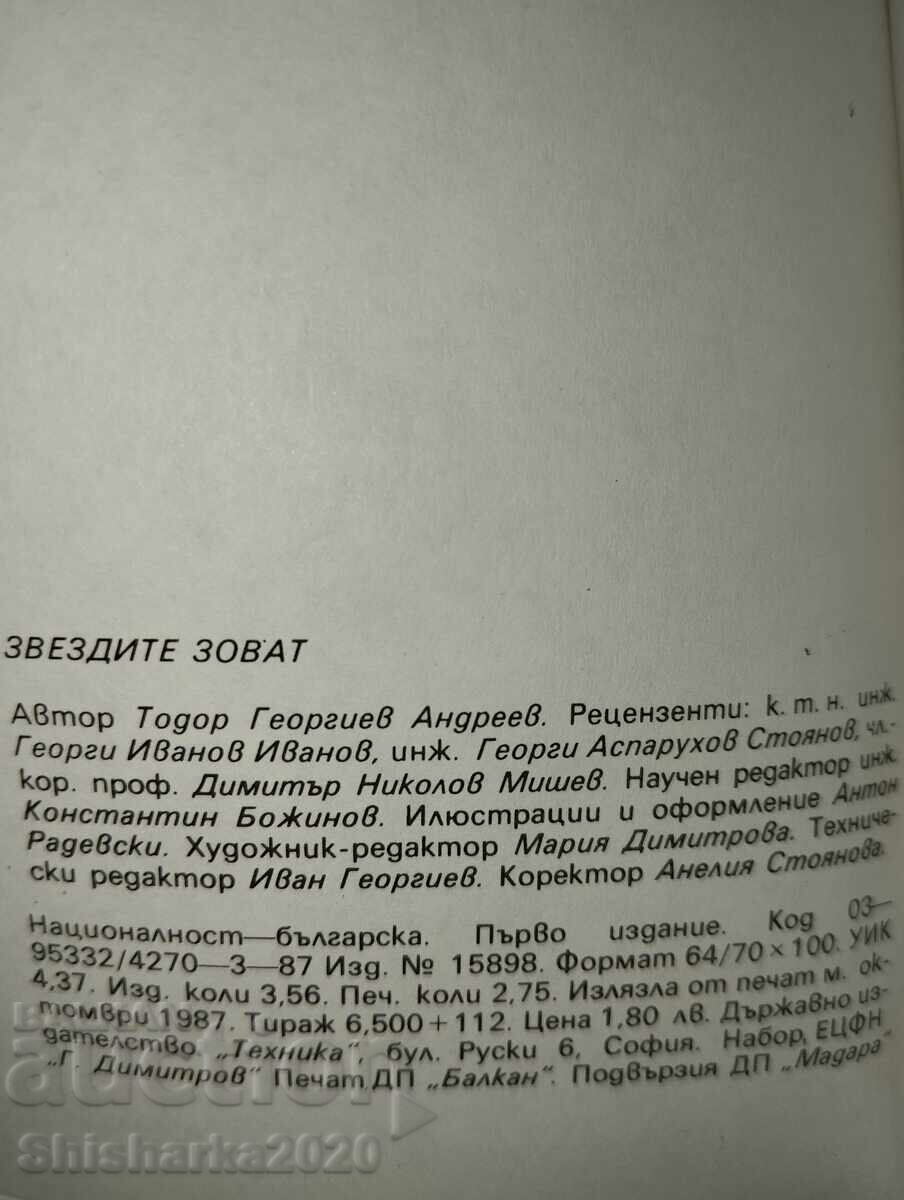 ЗВЕЗДИТЕ ЗОВАТ
Автор Тодор Георгиев Андреев. Рецензенти: к. т. н. инж.
Георги Иванов Иванов, инж. Георги Аспарухов Стоянов, чл.-
кор. проф. Димитър Николов Мишев. Научен редактор инж.
Константин Божинов. Илюстрации и оформление Антон
Радевски. Художник-редактор Мария Димитрова. Техниче-
ски редактор Иван Георгиев. Коректор Анелия Стоянова.
Националност—българска. Първо издание. Код 03—
95332/4270—3—87 Изд. № 15898. Формат 64/70×100. УИК
4,37. Изд. коли 3,56. Печ. коли 2,75. Излязла от печат м. ок-
томври 1987. Тираж 6,500+112. Цена 1,80 лв. Държавно из-
дателство „Техника“, бул. Руски 6, София. Набор, ЕЦФН
„Г. Димитров“ Печат ДП „Балкан“. Подвързия ДП „Мадара“
Shisharka2020